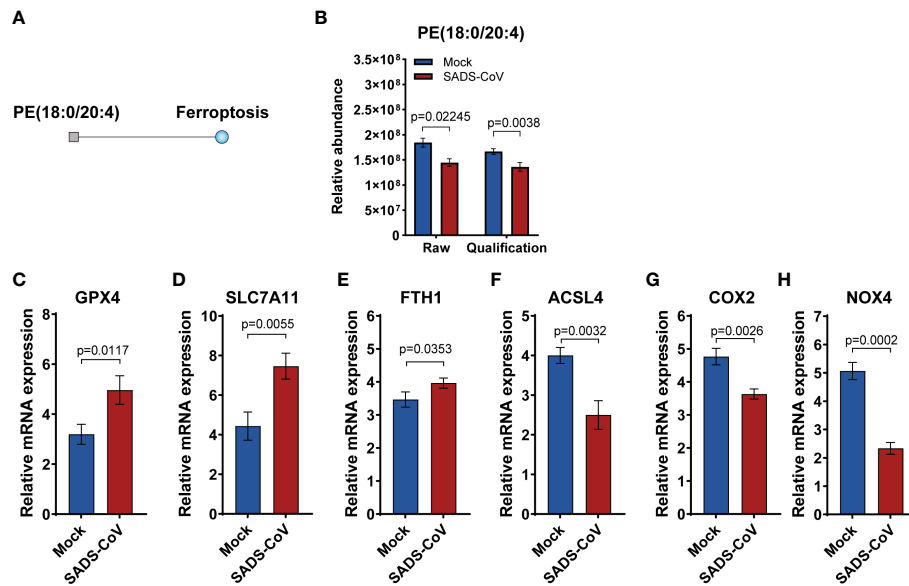 A
PE(18:0/20:4)
Ferroptosis
B
PE(18:0/20:4)
Relative abundance
3.5×10⁸
3×10⁸
2.5×10⁸
2×10⁸
1.5×10⁸
1×10⁸
5×10⁷
0
Mock
SADS-CoV
p=0.02245
p=0.0038
Raw
Qualification
C
GPX4
Relative mRNA expression
8
6
4
2
0
p=0.0117
Mock
SADS-CoV
D
SLC7A11
Relative mRNA expression
10
8
6
4
2
0
p=0.0055
Mock
SADS-CoV
E
FTH1
Relative mRNA expression
6
5
4
3
2
1
0
p=0.0353
Mock
SADS-CoV
F
ACSL4
Relative mRNA expression
5
4
3
2
1
0
p=0.0032
Mock
SADS-CoV
G
COX2
Relative mRNA expression
6
5
4
3
2
1
0
p=0.0026
Mock
SADS-CoV
H
NOX4
Relative mRNA expression
7
6
5
4
3
2
1
0
p=0.0002
Mock
SADS-CoV